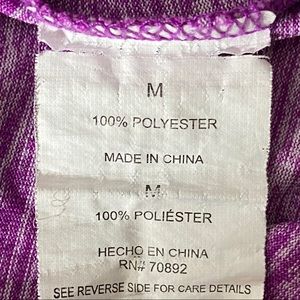 M
100% POLYESTER
MADE IN CHINA
M
100% POLIÉSTER
HECHO EN CHINA
RN# 70892
SEE REVERSE SIDE FOR CARE DETAILS